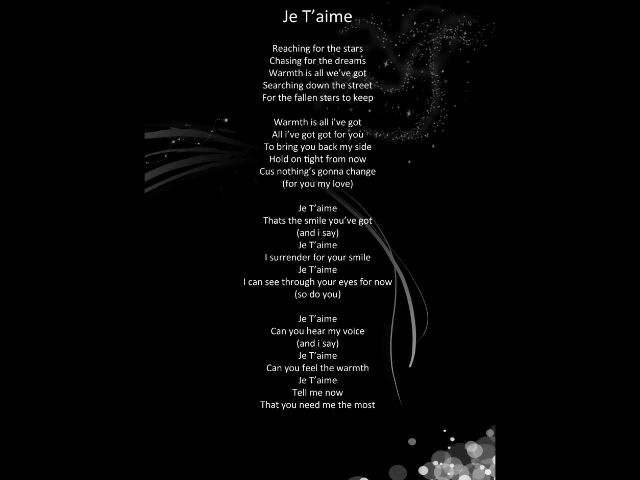 Je T'aime
Reaching for the stars
Chasing for the dreams
Warmth is all we've got
Searching down the street
For the fallen stars to keep
Warmth is all i've got
All i've got got for you
To bring you back my side
Hold on tight from now
Cus nothing's gonna change
(for you my love)
Je T'aime
Thats the smile you've got
(and i say)
Je T'aime
I surrender for your smile
Je T'aime
I can see through your eyes for now
(so do you)
Je T'aime
Can you hear my voice
(and i say)
Je T'aime
Can you feel the warmth
Je T'aime
Tell me now
That you need me the most